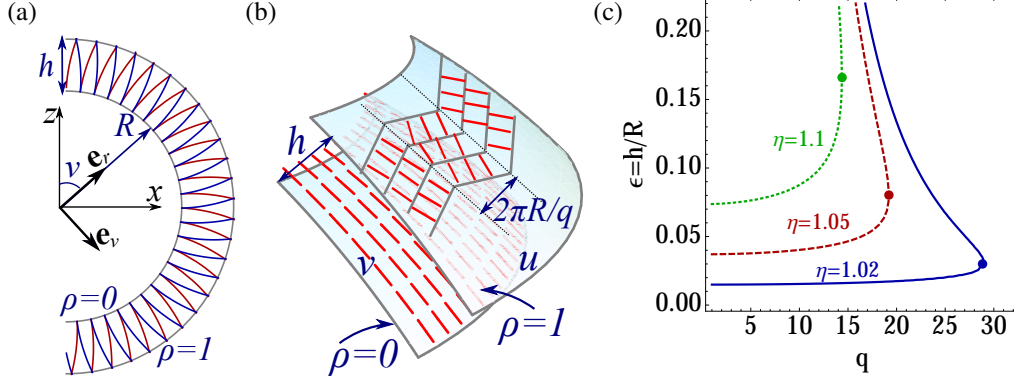 (a)
h
R
z
v
e_r
x
e_v
ρ=0
ρ=1
(b)
h
2πR/q
v
u
ρ=1
ρ=0
(c)
ϵ=h/R
0.20
0.15
0.10
0.05
0.00
η=1.1
η=1.05
η=1.02
5 10 15 20 25 30
q